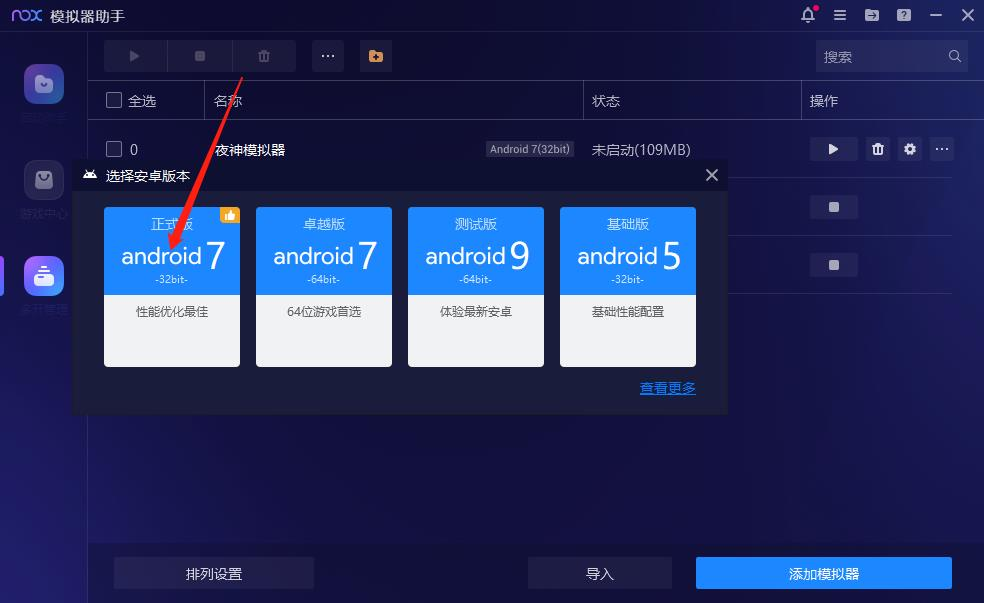 nox 模拟器助手
搜索
全选 名称 状态 操作
0 夜神模拟器 Android 7(32bit) 未启动(109MB)
游戏中心
多开管理
选择安卓版本
正式版
android 7
-32bit-
性能优化最佳
卓越版
android 7
-64bit-
64位游戏首选
测试版
android 9
-64bit-
体验最新安卓
基础版
android 5
-32bit-
基础性能配置
查看更多
排列设置 导入 添加模拟器